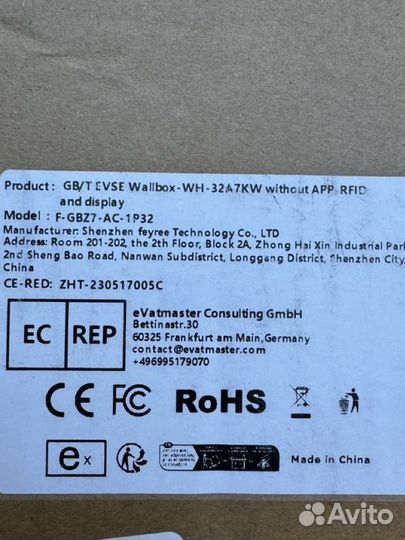 Product: GB/T EVSE Wallbox-WH-32A7KW without APP, RFID
and display
Model: F-GBZ7-AC-1P32
Manufacturer: Shenzhen feyree Technology Co., LTD
Address: Room 201-202, the 2th Floor, Block 2A, Zhong Hai Xin Industrial Park
2nd Sheng Bao Road, Nanwan Subdistrict, Longgang District, Shenzhen City,
China
CE-RED: ZHT-230517005C
EC REP
eVatmaster Consulting GmbH
Bettinastr.30
60325 Frankfurt am Main,Germany
contact@evatmaster.com
+496995179070
CE FC RoHS
ex
Made in China
Avito